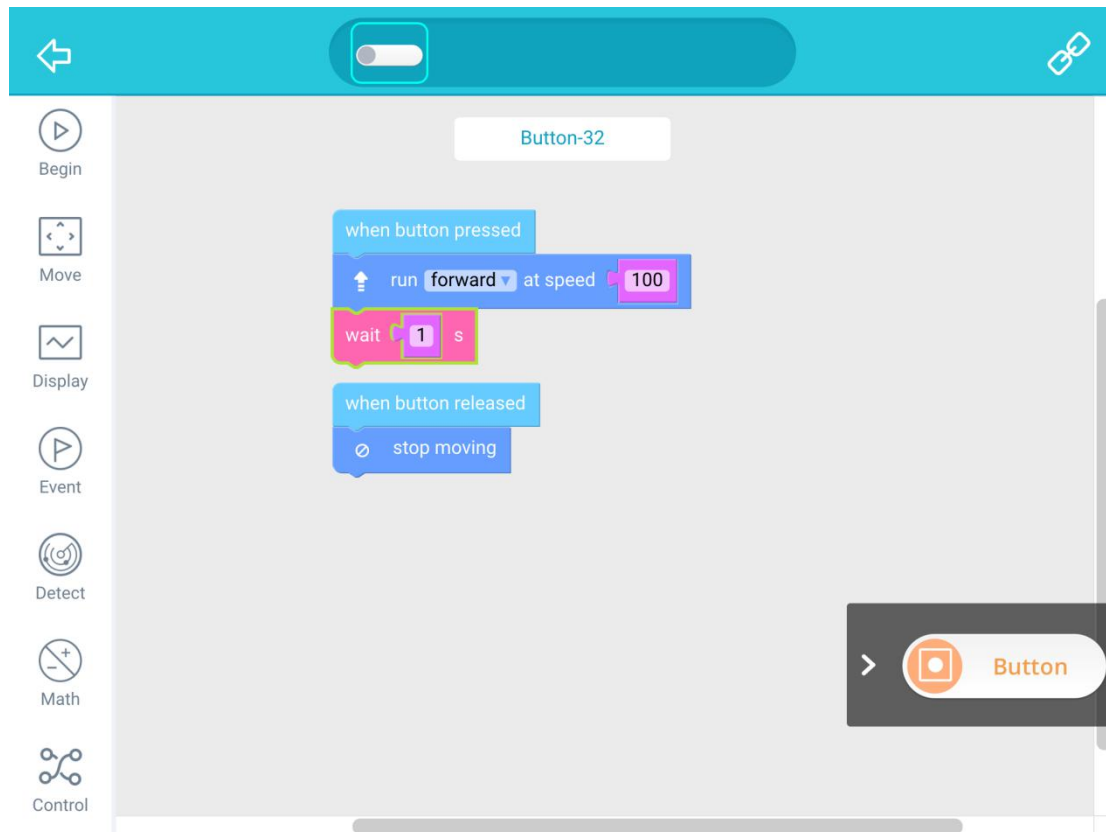 Button-32
Begin
when button pressed
Move
run forward at speed 100
wait 1 s
Display
when button released
stop moving
Event
Detect
Button
Math
Control